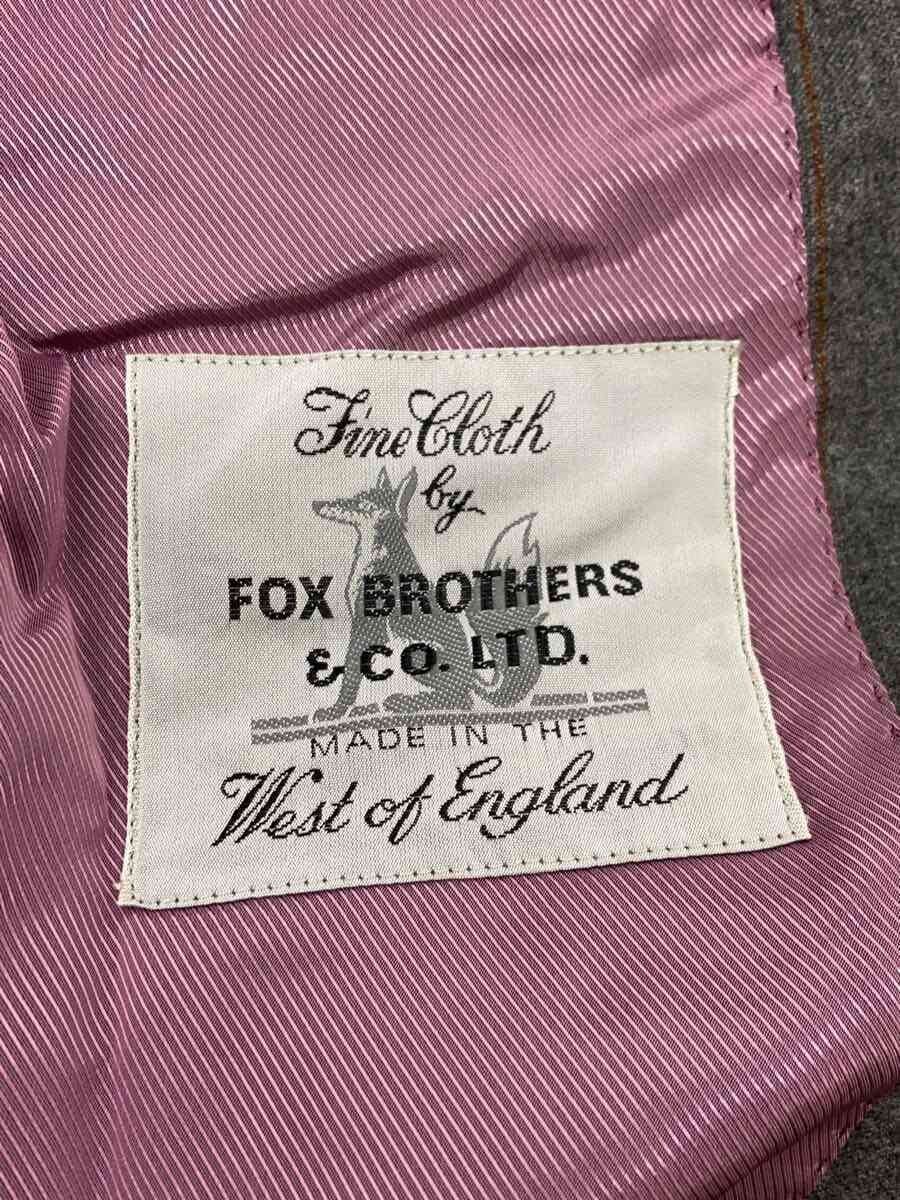 Fine Cloth
by
FOX BROTHERS
& CO. LTD.
MADE IN THE
West of England